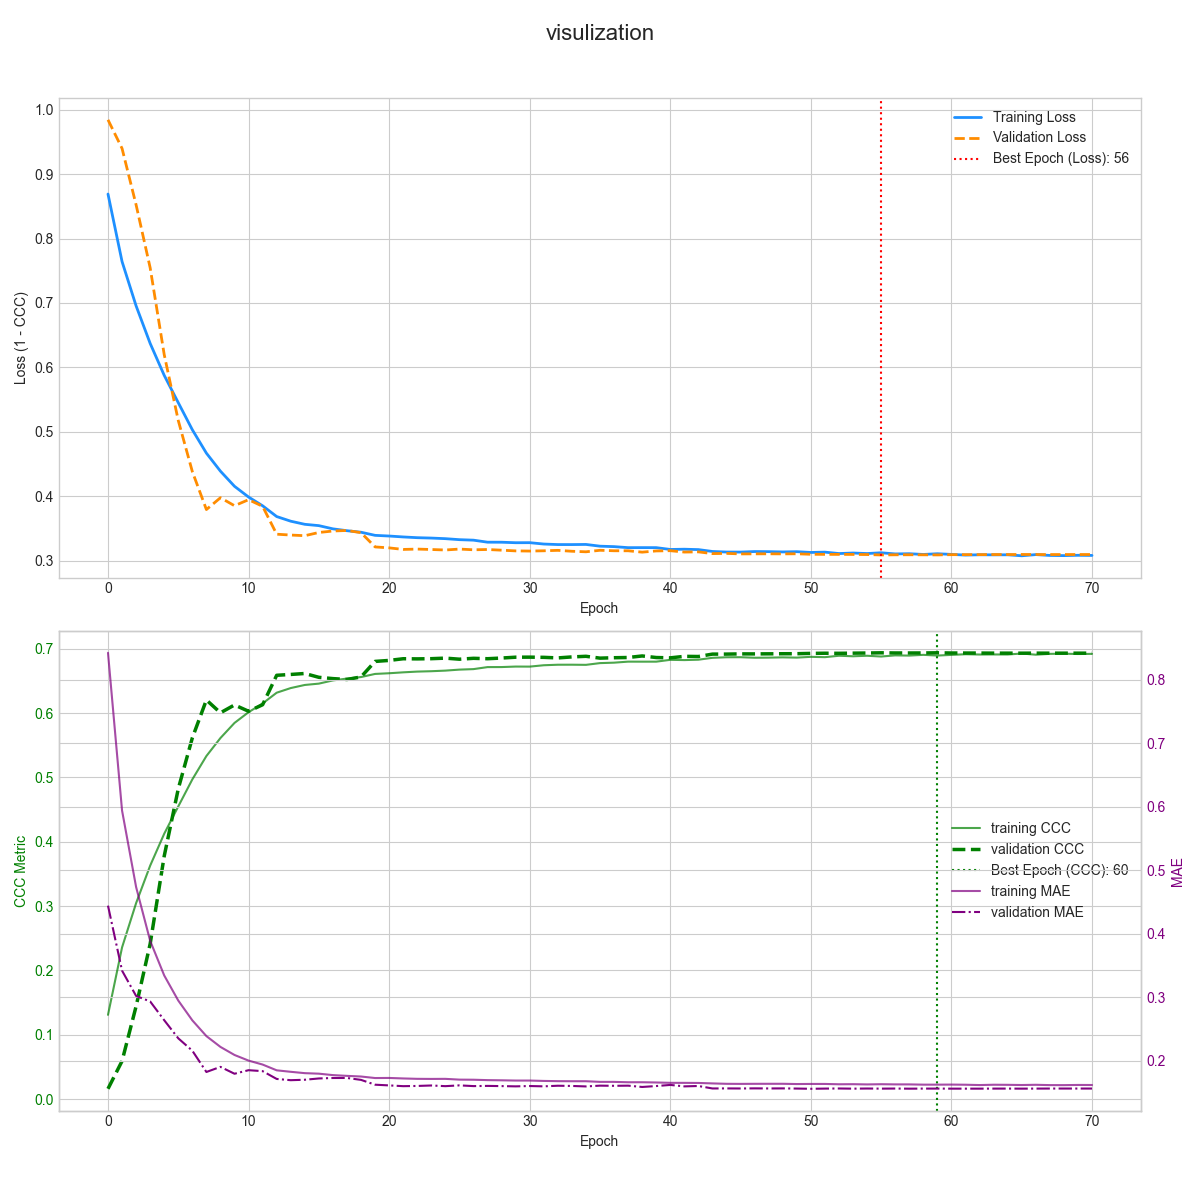 visulization
1.0
0.9
0.8
0.7
0.6
0.5
0.4
0.3
Loss (1 - CCC)
Training Loss
Validation Loss
Best Epoch (Loss): 56
0 10 20 30 40 50 60 70
Epoch
0.7
0.6
0.5
0.4
0.3
0.2
0.1
0.0
CCC Metric
training CCC
validation CCC
Best Epoch (CCC): 60
training MAE
validation MAE
0.8
0.7
0.6
0.5
0.4
0.3
0.2
MAE
0 10 20 30 40 50 60 70
Epoch